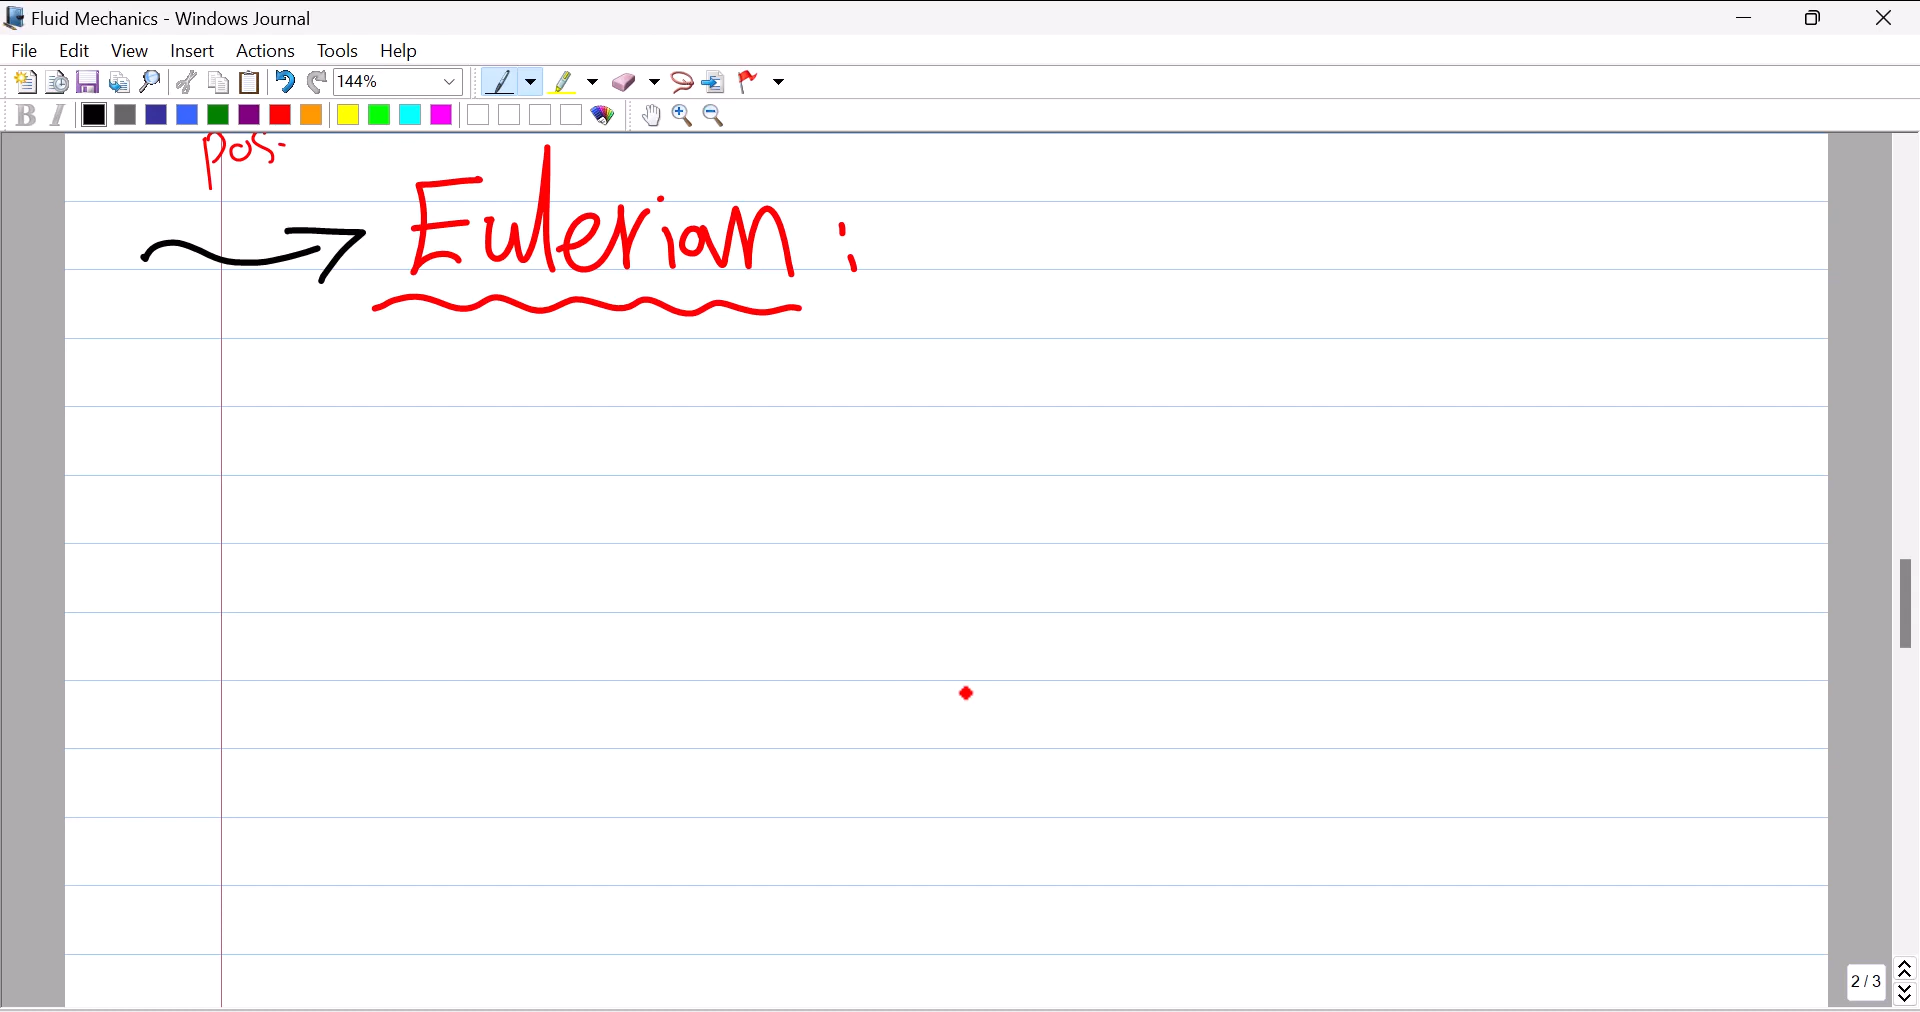 Fluid Mechanics - Windows Journal
File Edit View Insert Actions Tools Help
144%
B I
pos.
Eulerian :
2 / 3